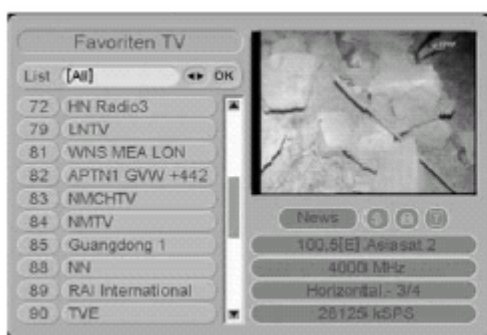 Favoriten TV
List [All] OK
72 HN Radio3
79 LNTV
81 WNS MEA LON
82 APTN1 GVW +442
83 NMCHTV
84 NMTV
85 Guangdong 1
88 NN
89 RAI International
90 TVE
News
100,5[E] .Asiasat 2
4000i MHz
Horizontal - 3/4
26125i kSPS